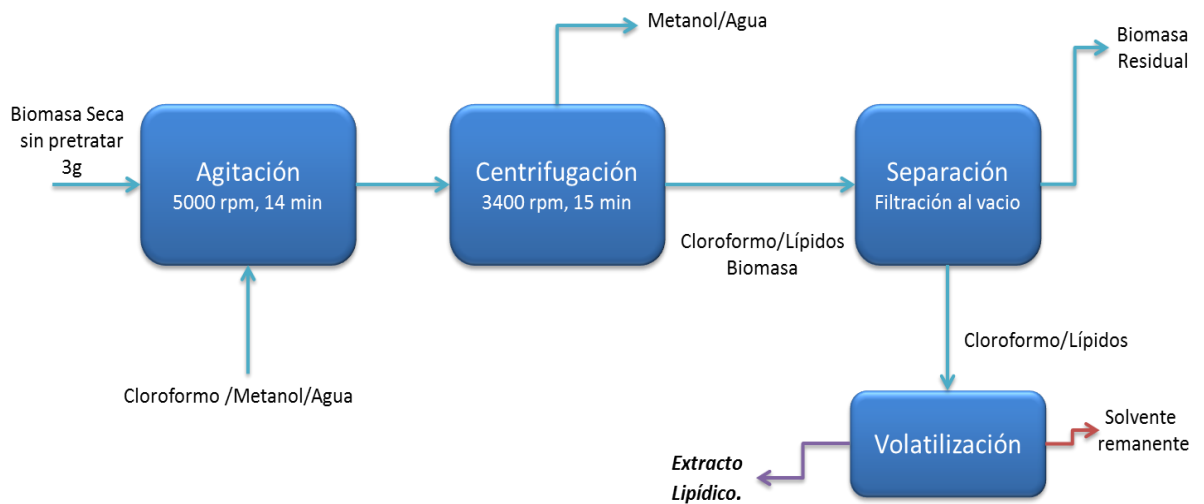 Biomasa Seca
sin pretratar
3g
Agitación
5000 rpm, 14 min
Cloroformo /Metanol/Agua
Metanol/Agua
Centrifugación
3400 rpm, 15 min
Cloroformo/Lípidos
Biomasa
Biomasa
Residual
Separación
Filtración al vacio
Cloroformo/Lípidos
Volatilización
Solvente
remanente
Extracto
Lipídico.